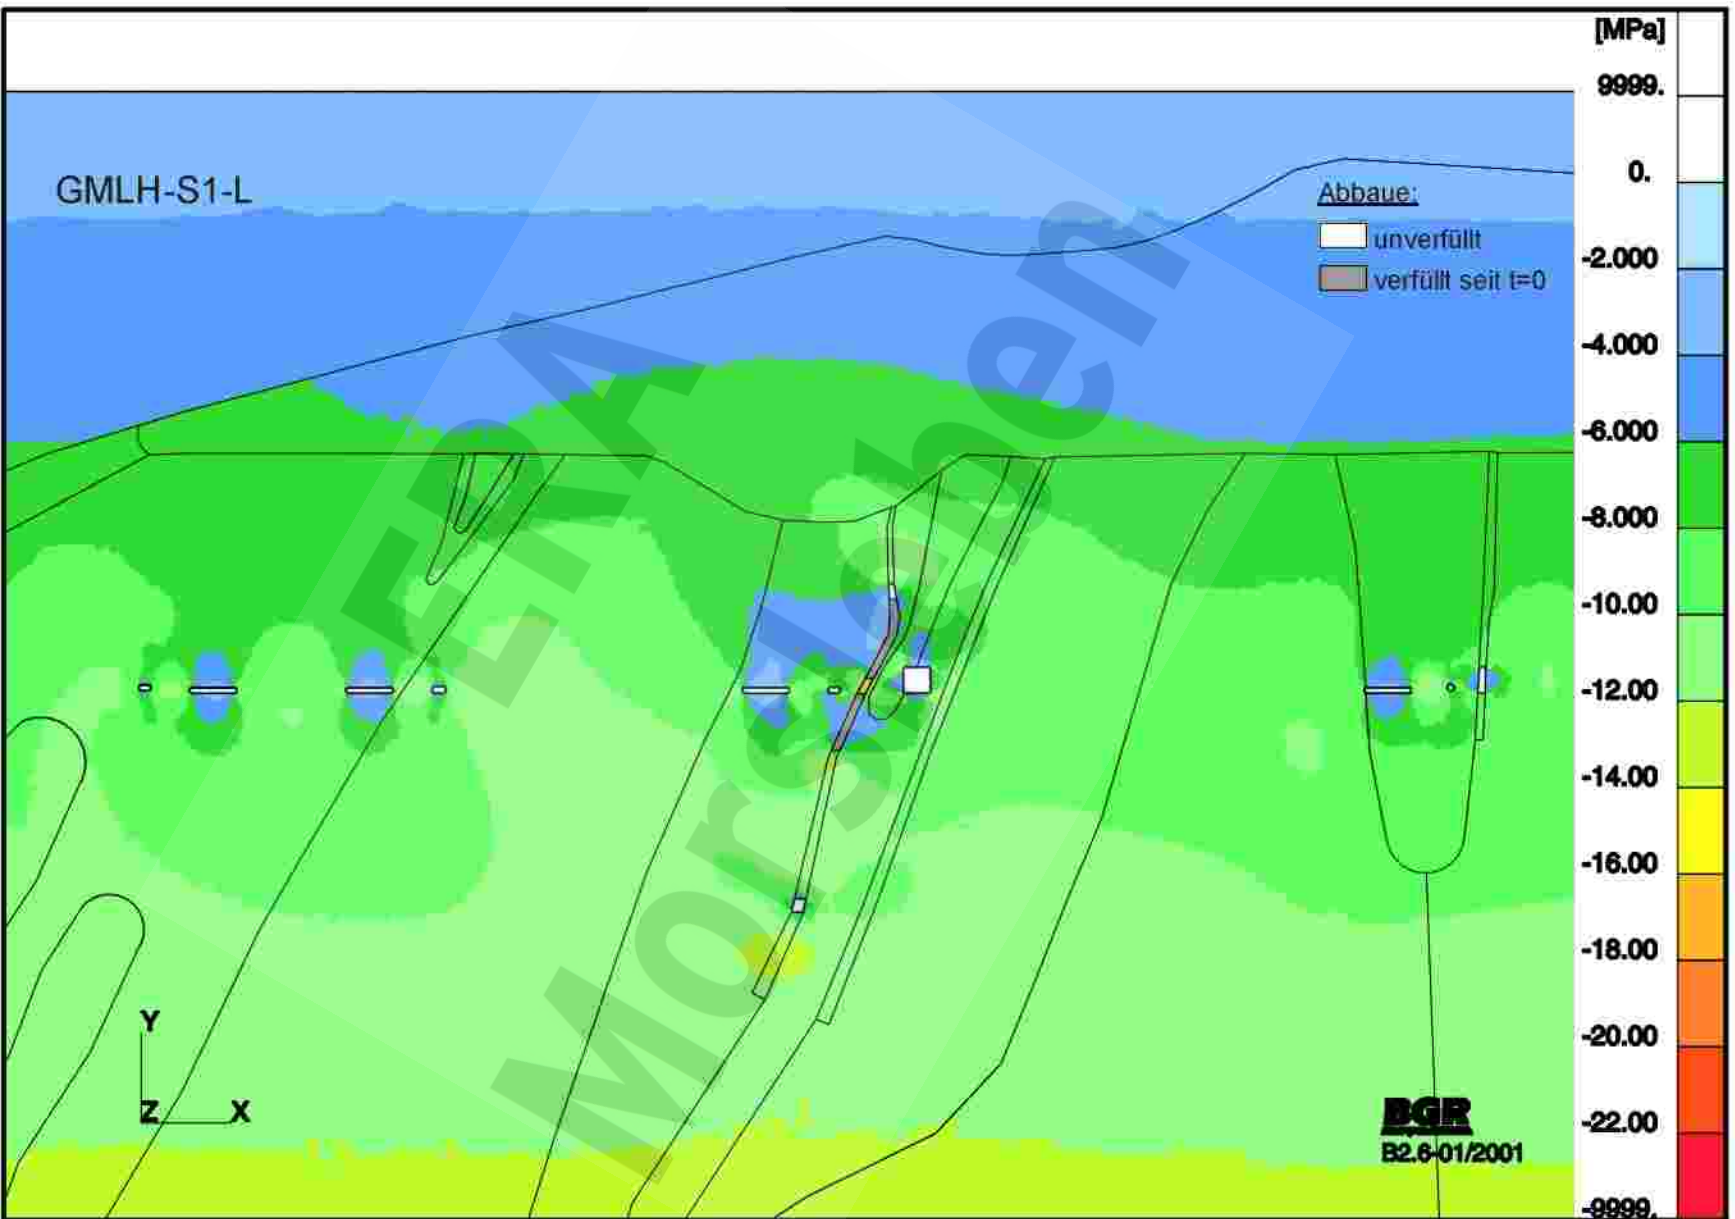 [MPa]
9999.
GMLH-S1-L
0.
Abbaue:
unverfüllt
-2.000
verfüllt seit t=0
-4.000
-6.000
-8.000
-10.00
-12.00
-14.00
-16.00
-18.00
-20.00
-22.00
-9999.
Y
Z X
BGR
B2.6-01/2001
ERA
Morsleben